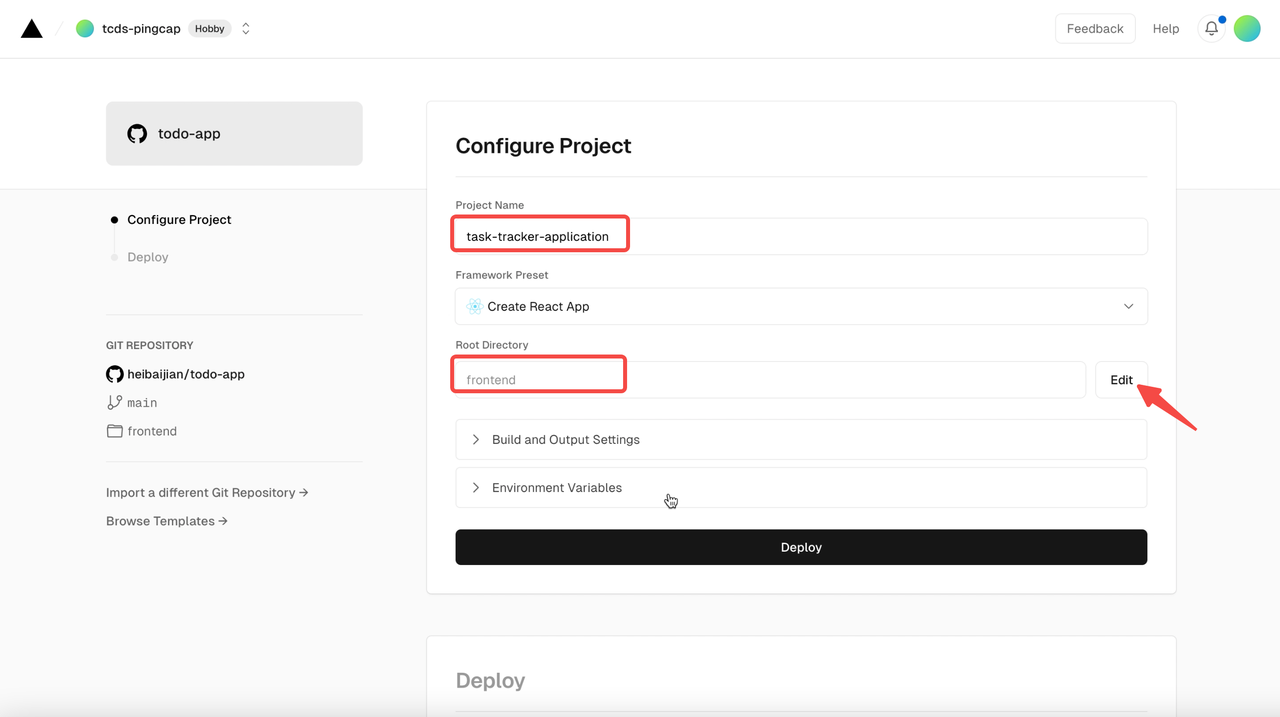 tcds-pingcap Hobby
Feedback Help
todo-app
Configure Project
Deploy
GIT REPOSITORY
heibaijian/todo-app
main
frontend
Import a different Git Repository →
Browse Templates →
Configure Project
Project Name
task-tracker-application
Framework Preset
Create React App
Root Directory
frontend
Edit
Build and Output Settings
Environment Variables
Deploy
Deploy